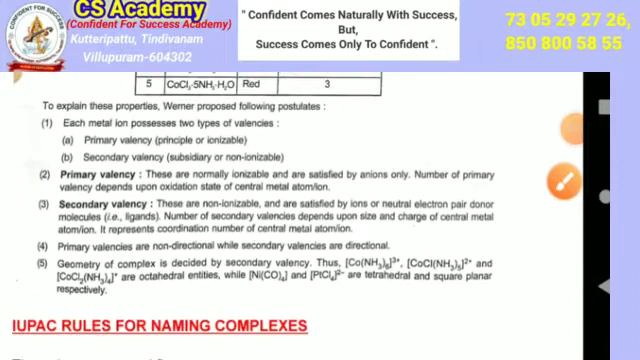 CS Academy
(Confident For Success Academy)
Kutteripattu, Tindivanam
Villupuram-604302
" Confident Comes Naturally With Success,
But,
Success Comes Only To Confident ".
73 05 29 27 26,
850 800 58 55
5 CoCl₃·5NH₃·H₂O Red 3
To explain these properties, Werner proposed following postulates :
(1) Each metal ion possesses two types of valencies :
(a) Primary valency (principle or ionizable)
(b) Secondary valency (subsidiary or non-ionizable)
(2) Primary valency : These are normally ionizable and are satisfied by anions only. Number of primary
valency depends upon oxidation state of central metal atom/ion.
(3) Secondary valency : These are non-ionizable, and are satisfied by ions or neutral electron pair donor
molecules (i.e., ligands). Number of secondary valencies depends upon size and charge of central metal
atom/ion. It represents coordination number of central metal atom/ion.
(4) Primary valencies are non-directional while secondary valencies are directional.
(5) Geometry of complex is decided by secondary valency. Thus, [Co(NH₃)₆]³⁺, [CoCl(NH₃)₅]²⁺ and
[CoCl₂(NH₃)₄]⁺ are octahedral entities, while [Ni(CO)₄] and [PtCl₄]²⁻ are tetrahedral and square planar
respectively.
IUPAC RULES FOR NAMING COMPLEXES